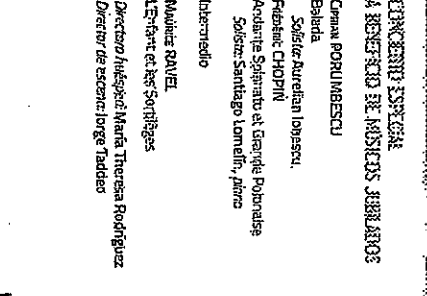 CONCIERTO ESPECIAL
A BENEFICIO DE MÚSICOS JUBILADOS
Ciprian PORUMBESCU
Balada
Solista: Aurelian Iobescu,
Frédéric CHOPIN
Andante Spianato et Grande Polonaise
Solista: Santiago Lomelín, piano
Intermedio
Maurice RAVEL
L'Enfant et les Sortilèges
Directora huésped: María Theresa Rodríguez
Director de escena: Jorge Taddeo